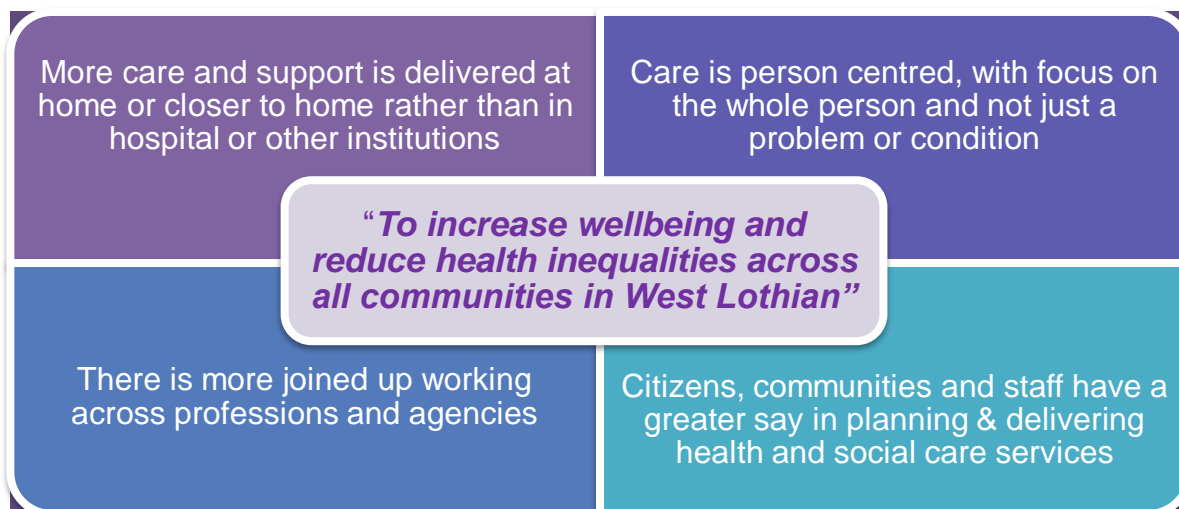 More care and support is delivered at
home or closer to home rather than in
hospital or other institutions
Care is person centred, with focus on
the whole person and not just a
problem or condition
“To increase wellbeing and
reduce health inequalities across
all communities in West Lothian”
There is more joined up working
across professions and agencies
Citizens, communities and staff have a
greater say in planning & delivering
health and social care services